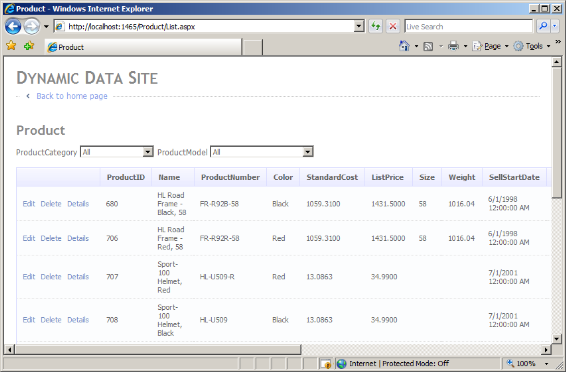 Product - Windows Internet Explorer
http://localhost:1465/Product/List.aspx
Live Search
Product
Page
Tools
DYNAMIC DATA SITE
Back to home page
Product
ProductCategory All ProductModel All
ProductID Name ProductNumber Color StandardCost ListPrice Size Weight SellStartDate
Edit Delete Details 680 HL Road Frame - Black, 58 FR-R92B-58 Black 1059.3100 1431.5000 58 1016.04 6/1/1998 12:00:00 AM
Edit Delete Details 706 HL Road Frame - Red, 58 FR-R92R-58 Red 1059.3100 1431.5000 58 1016.04 6/1/1998 12:00:00 AM
Edit Delete Details 707 Sport-100 Helmet, Red HL-U509-R Red 13.0863 34.9900 7/1/2001 12:00:00 AM
Edit Delete Details 708 Sport-100 Helmet, Black HL-U509 Black 13.0863 34.9900 7/1/2001 12:00:00 AM
Internet | Protected Mode: Off
100%